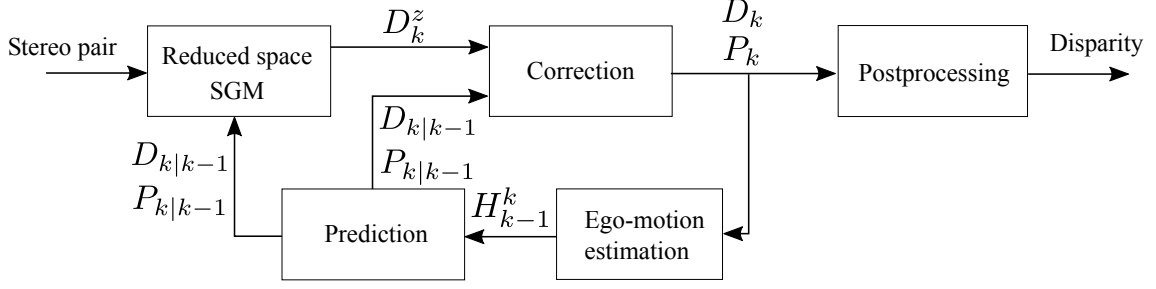 Stereo pair
Reduced space
SGM
$D_k^z$
Correction
$D_k$
$P_k$
Postprocessing
Disparity
$D_{k|k-1}$
$P_{k|k-1}$
$D_{k|k-1}$
$P_{k|k-1}$
Prediction
$H_{k-1}^k$
Ego-motion
estimation